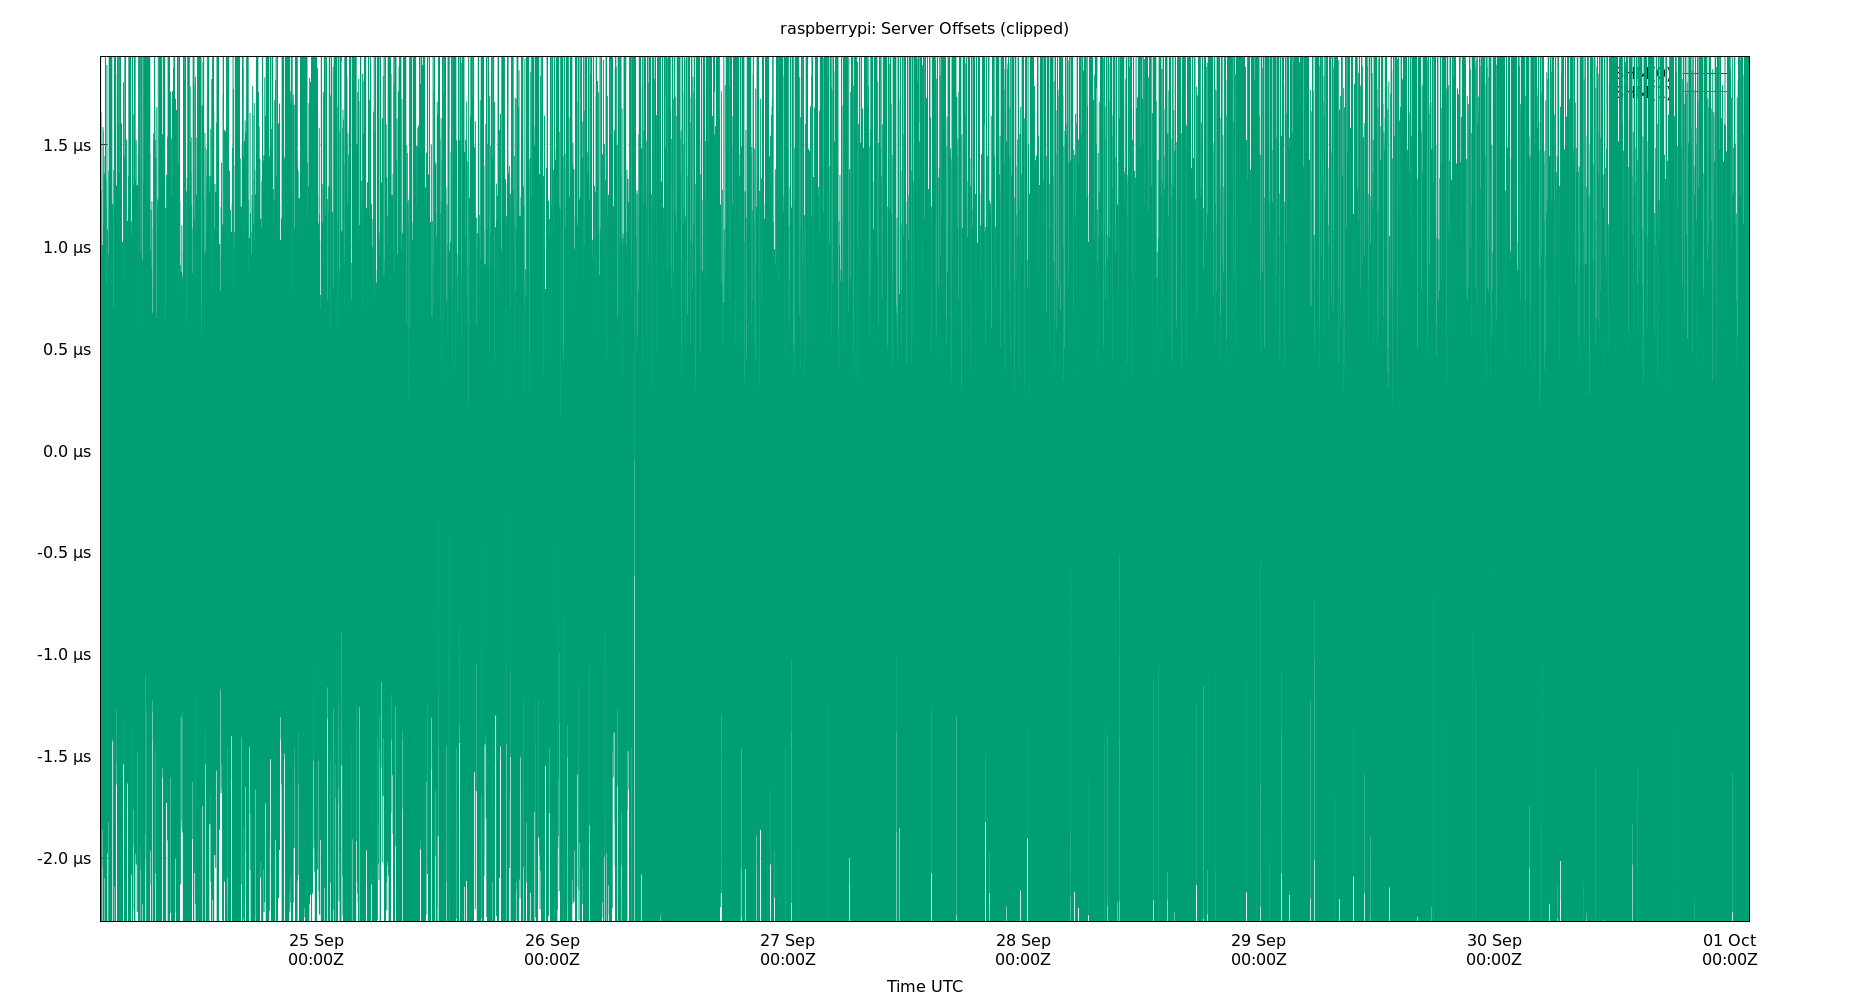 raspberrypi: Server Offsets (clipped)
1.5 µs
1.0 µs
0.5 µs
0.0 µs
-0.5 µs
-1.0 µs
-1.5 µs
-2.0 µs
25 Sep
00:00Z
26 Sep
00:00Z
27 Sep
00:00Z
28 Sep
00:00Z
29 Sep
00:00Z
30 Sep
00:00Z
01 Oct
00:00Z
Time UTC